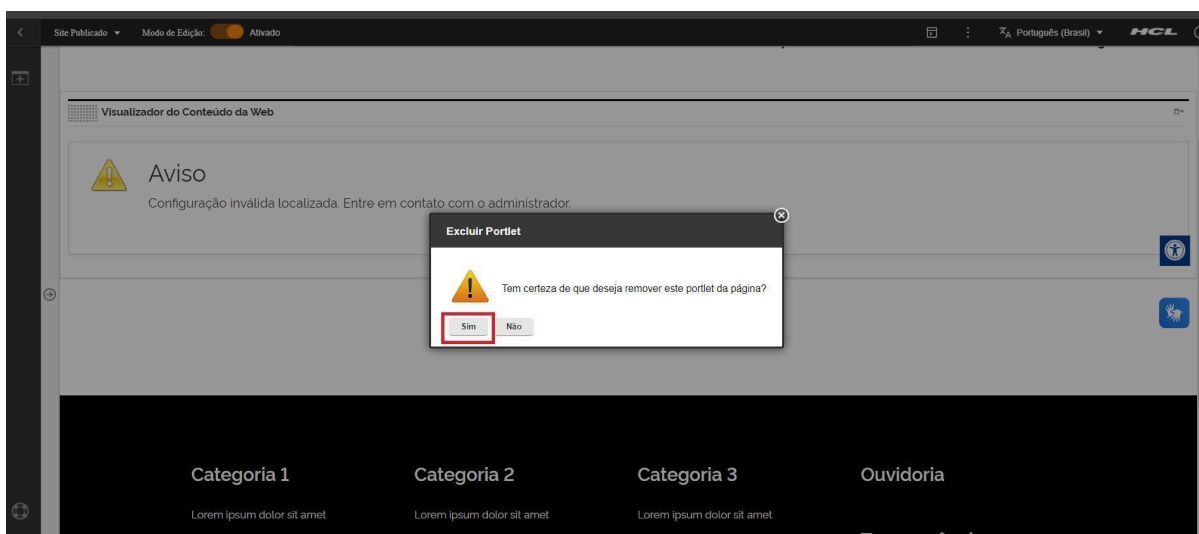 Site Publicado Modo de Edição: Ativado Português (Brasil) HCL
Visualizador do Conteúdo da Web
Aviso
Configuração inválida localizada. Entre em contato com o administrador.
Excluir Portlet
Tem certeza de que deseja remover este portlet da página?
Sim Não
Categoria 1 Categoria 2 Categoria 3 Ouvidoria
Lorem ipsum dolor sit amet Lorem ipsum dolor sit amet Lorem ipsum dolor sit amet